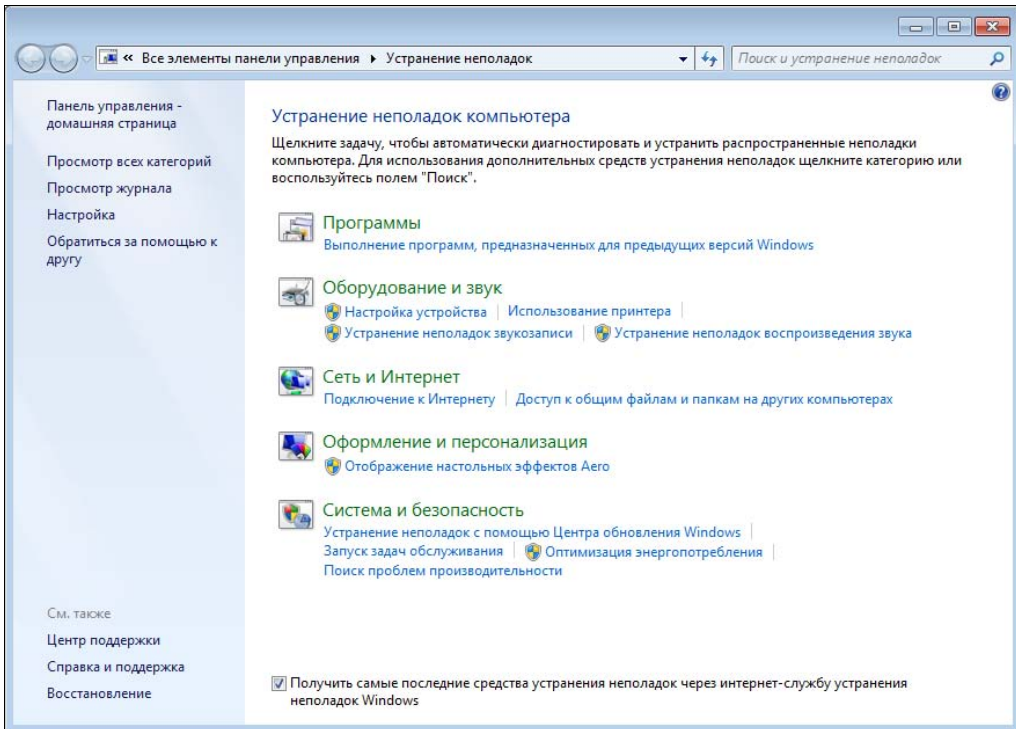 « Все элементы панели управления Устранение неполадок
Поиск и устранение неполадок
Панель управления -
домашняя страница
Просмотр всех категорий
Просмотр журнала
Настройка
Обратиться за помощью к
другу
См. также
Центр поддержки
Справка и поддержка
Восстановление
Устранение неполадок компьютера
Щелкните задачу, чтобы автоматически диагностировать и устранить распространенные неполадки
компьютера. Для использования дополнительных средств устранения неполадок щелкните категорию или
воспользуйтесь полем "Поиск".
Программы
Выполнение программ, предназначенных для предыдущих версий Windows
Оборудование и звук
Настройка устройства Использование принтера
Устранение неполадок звукозаписи Устранение неполадок воспроизведения звука
Сеть и Интернет
Подключение к Интернету Доступ к общим файлам и папкам на других компьютерах
Оформление и персонализация
Отображение настольных эффектов Aero
Система и безопасность
Устранение неполадок с помощью Центра обновления Windows
Запуск задач обслуживания Оптимизация энергопотребления
Поиск проблем производительности
Получить самые последние средства устранения неполадок через интернет-службу устранения
неполадок Windows